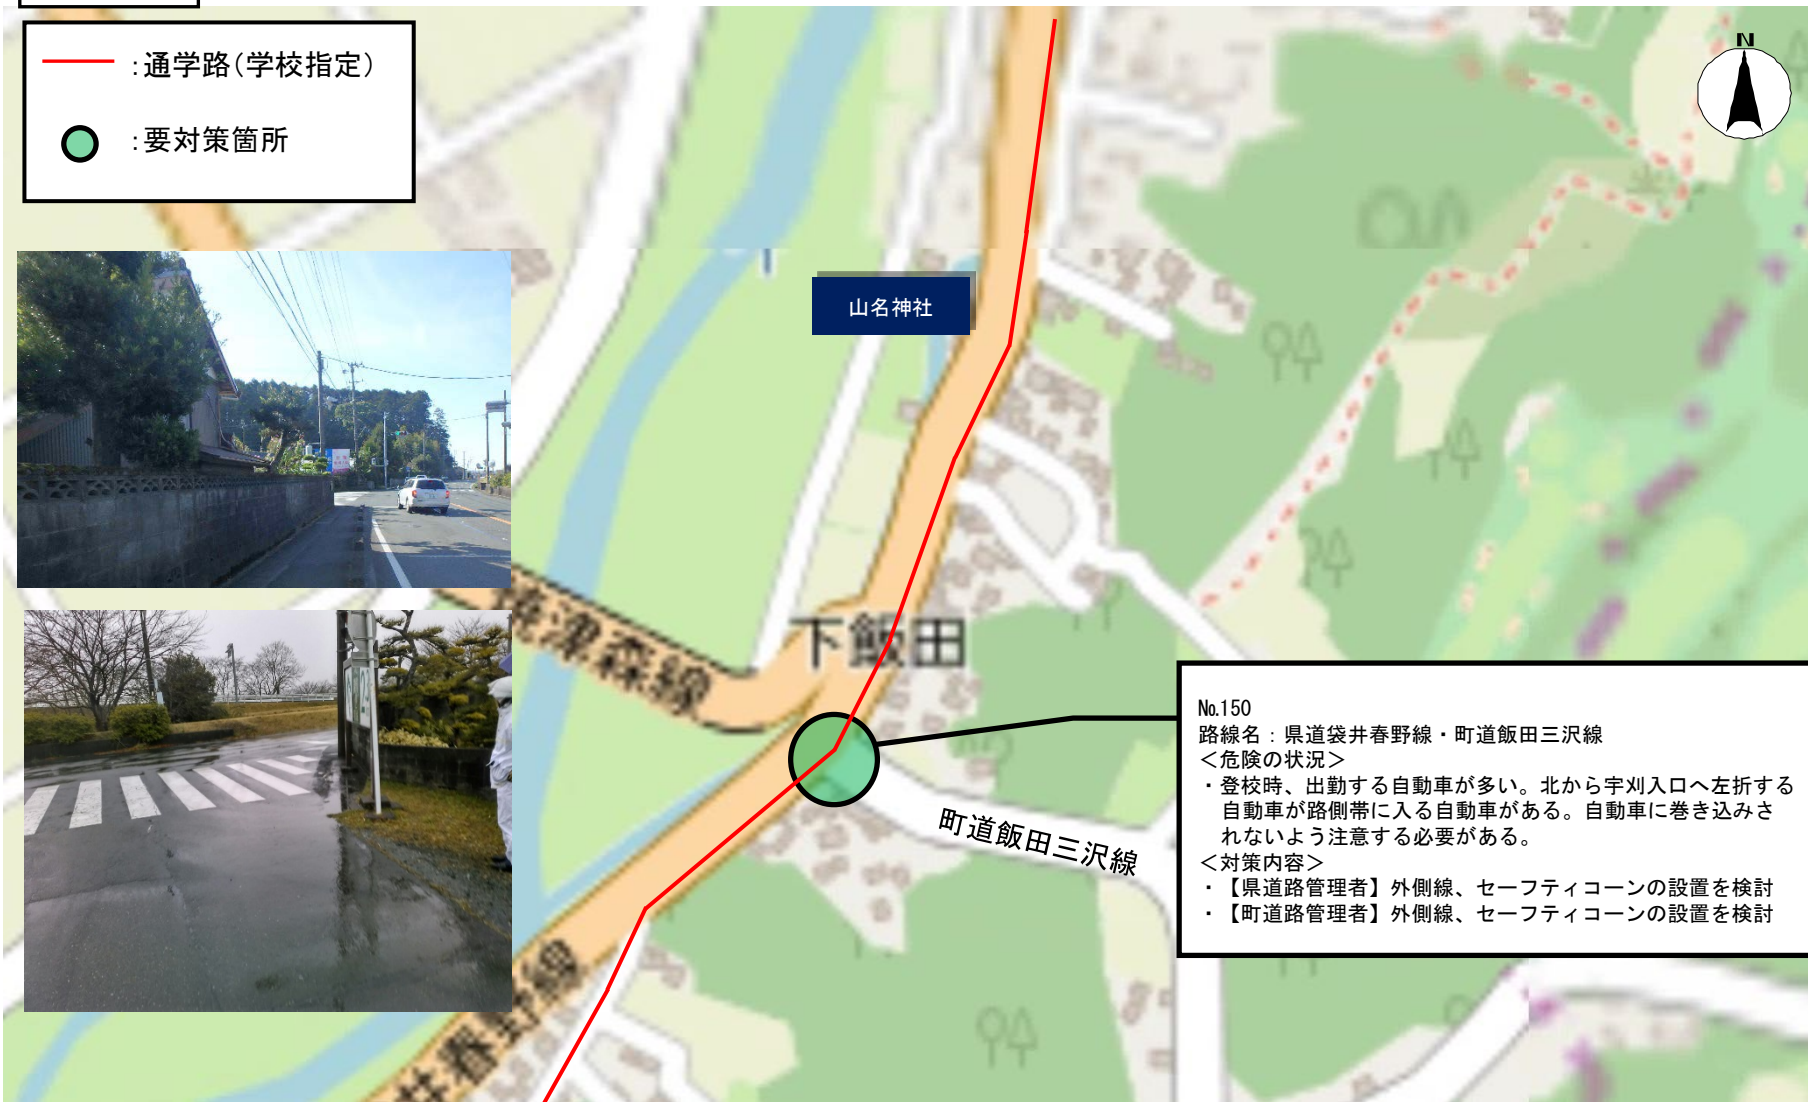 :通学路(学校指定)
:要対策箇所
N
山名神社
津森線
下飯田
町道飯田三沢線
井春野線
No.150
路線名：県道袋井春野線・町道飯田三沢線
＜危険の状況＞
・登校時、出勤する自動車が多い。北から宇刈入口へ左折する
自動車が路側帯に入る自動車がある。自動車に巻き込みさ
れないよう注意する必要がある。
＜対策内容＞
・【県道路管理者】外側線、セーフティコーンの設置を検討
・【町道路管理者】外側線、セーフティコーンの設置を検討